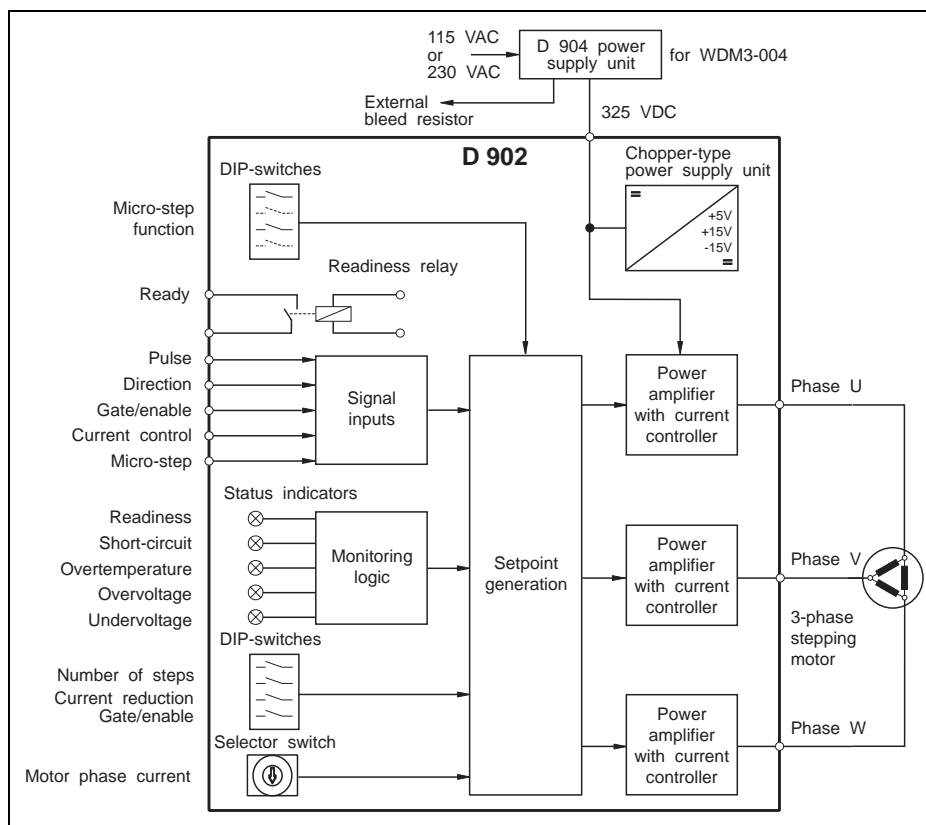 115 VAC
or
230 VAC
D 904 power
supply unit
for WDM3-004
External
bleed resistor
325 VDC
D 902
DIP-switches
Chopper-type
power supply unit
+5V
+15V
-15V
Micro-step
function
Readiness relay
Ready
Pulse
Direction
Gate/enable
Current control
Micro-step
Signal
inputs
Power
amplifier
with current
controller
Phase U
Status indicators
Readiness
Short-circuit
Overtemperature
Overvoltage
Undervoltage
Monitoring
logic
Setpoint
generation
Power
amplifier
with current
controller
Phase V
3-phase
stepping
motor
DIP-switches
Number of steps
Current reduction
Gate/enable
Selector switch
Motor phase current
Power
amplifier
with current
controller
Phase W